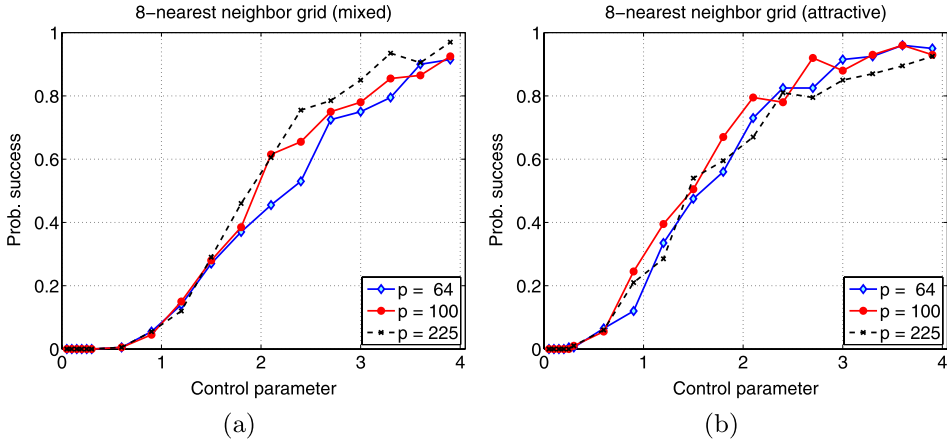 8−nearest neighbor grid (mixed)
Prob. success
1
0.8
0.6
0.4
0.2
0
0 1 2 3 4
Control parameter
p = 64
p = 100
p = 225
(a)
8−nearest neighbor grid (attractive)
Prob. success
1
0.8
0.6
0.4
0.2
0
0 1 2 3 4
Control parameter
p = 64
p = 100
p = 225
(b)